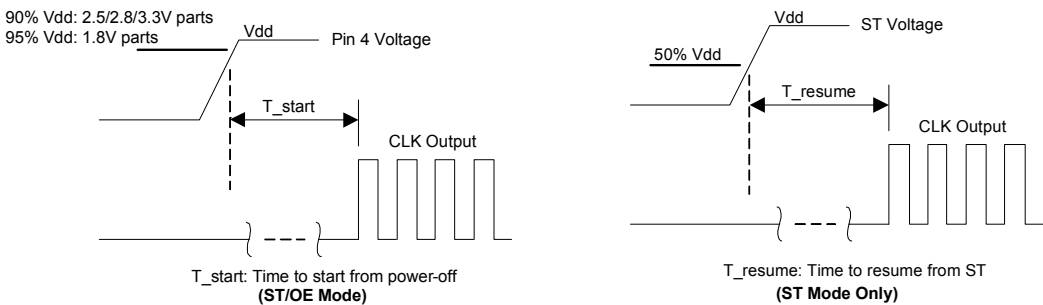 90% Vdd: 2.5/2.8/3.3V parts
95% Vdd: 1.8V parts
Vdd
Pin 4 Voltage
T_start
CLK Output
T_start: Time to start from power-off
(ST/OE Mode)
Vdd
ST Voltage
50% Vdd
T_resume
CLK Output
T_resume: Time to resume from ST
(ST Mode Only)